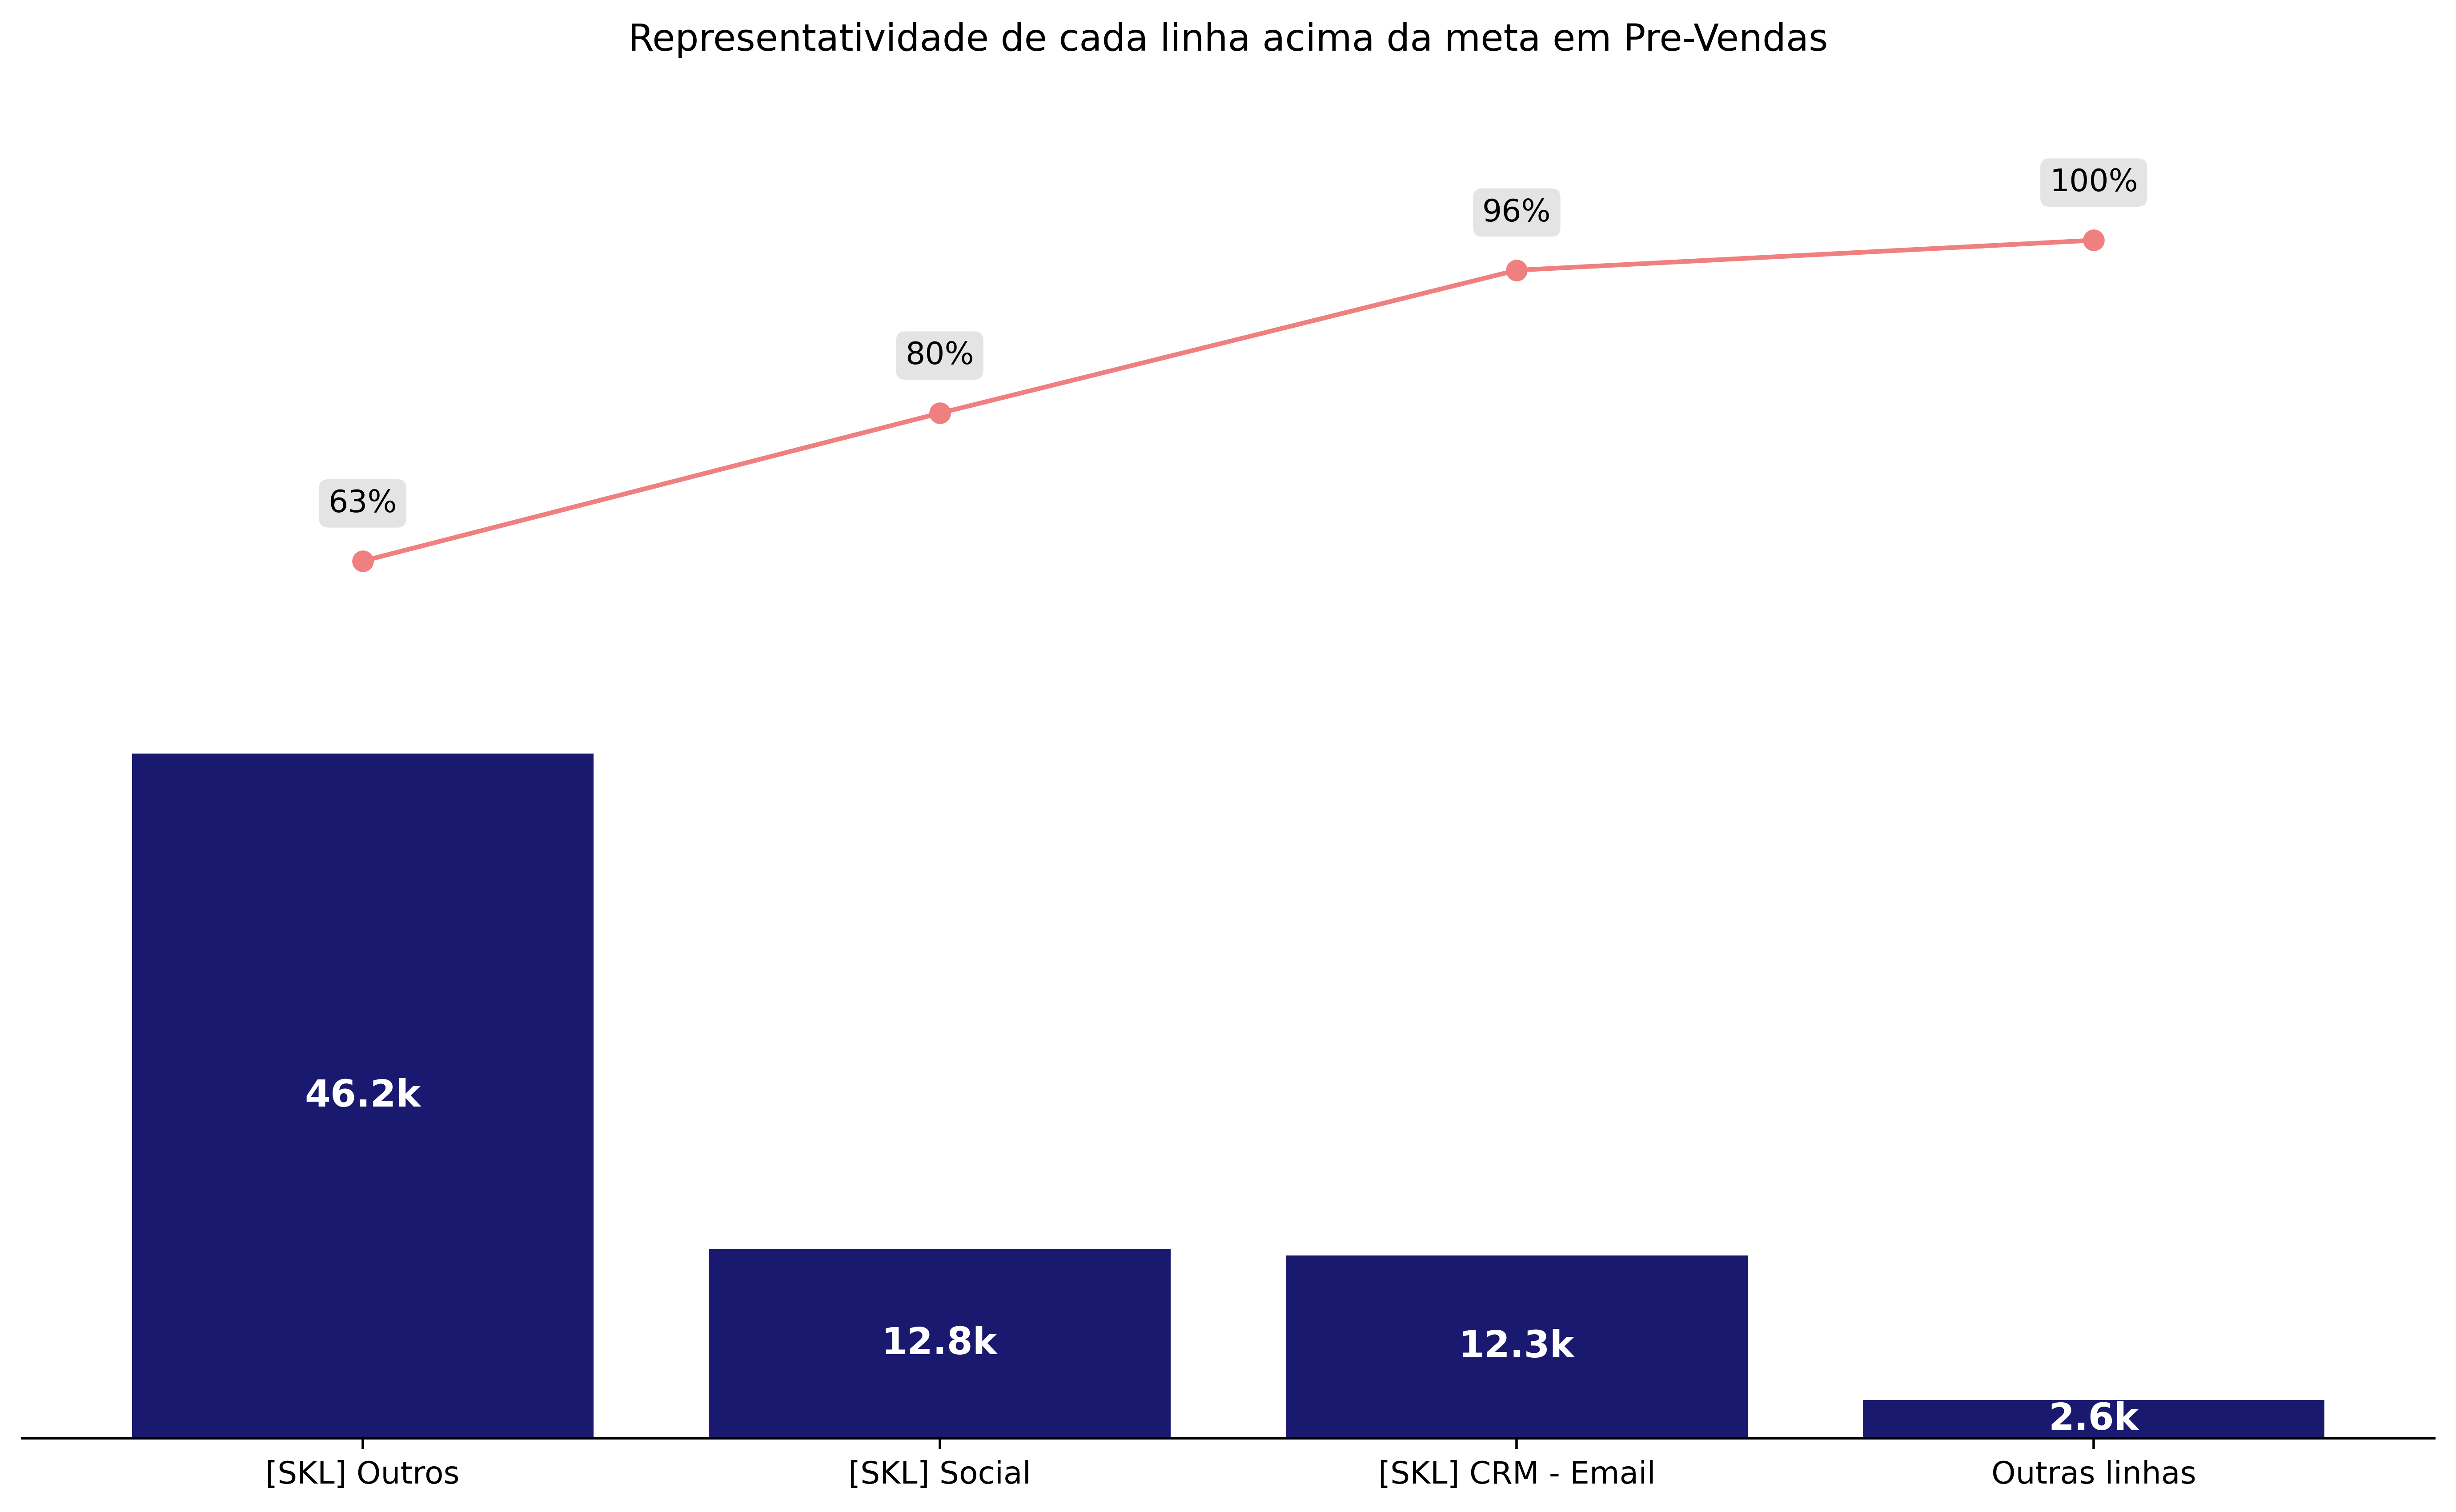 Representatividade de cada linha acima da meta em Pre-Vendas
100%
96%
80%
63%
46.2k
12.8k
12.3k
2.6k
[SKL] Outros
[SKL] Social
[SKL] CRM - Email
Outras linhas